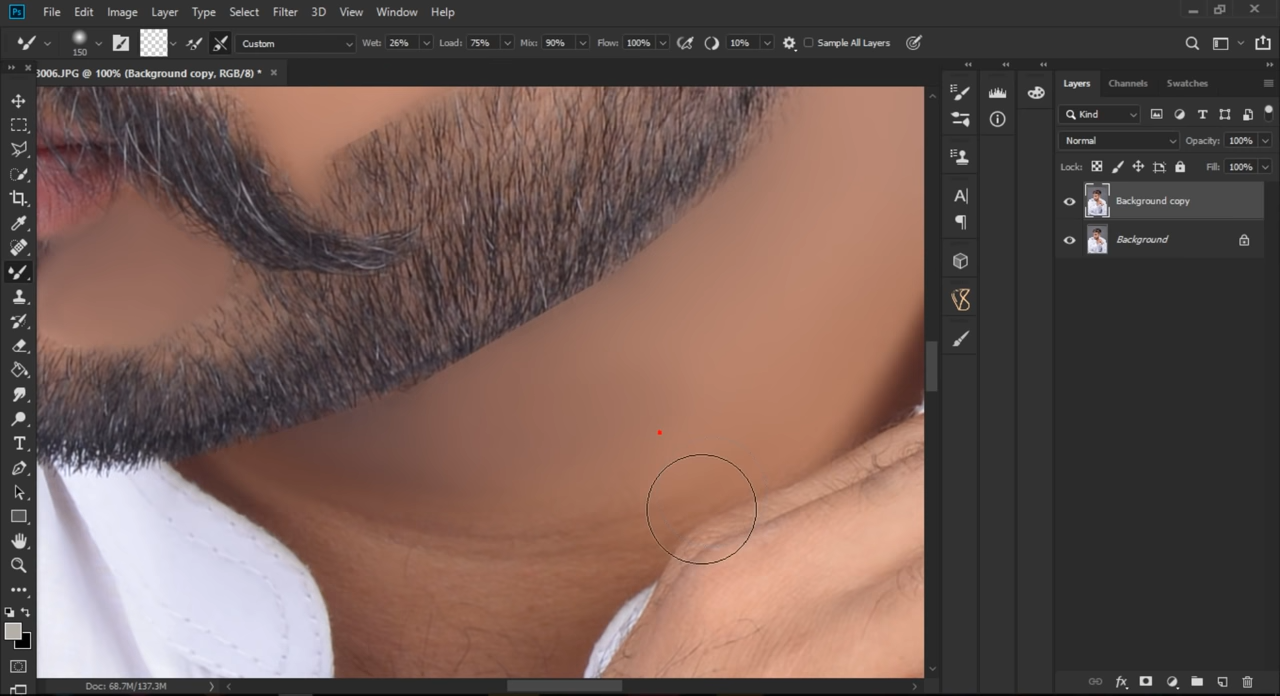 Ps File Edit Image Layer Type Select Filter 3D View Window Help
150 Custom Wet: 26% Load: 75% Mix: 90% Flow: 100% 10% Sample All Layers
3006.JPG @ 100% (Background copy, RGB/8) * ×
Layers Channels Swatches
Kind
Normal Opacity: 100%
Lock: Fill: 100%
Background copy
Background
Doc: 68.7M/137.3M